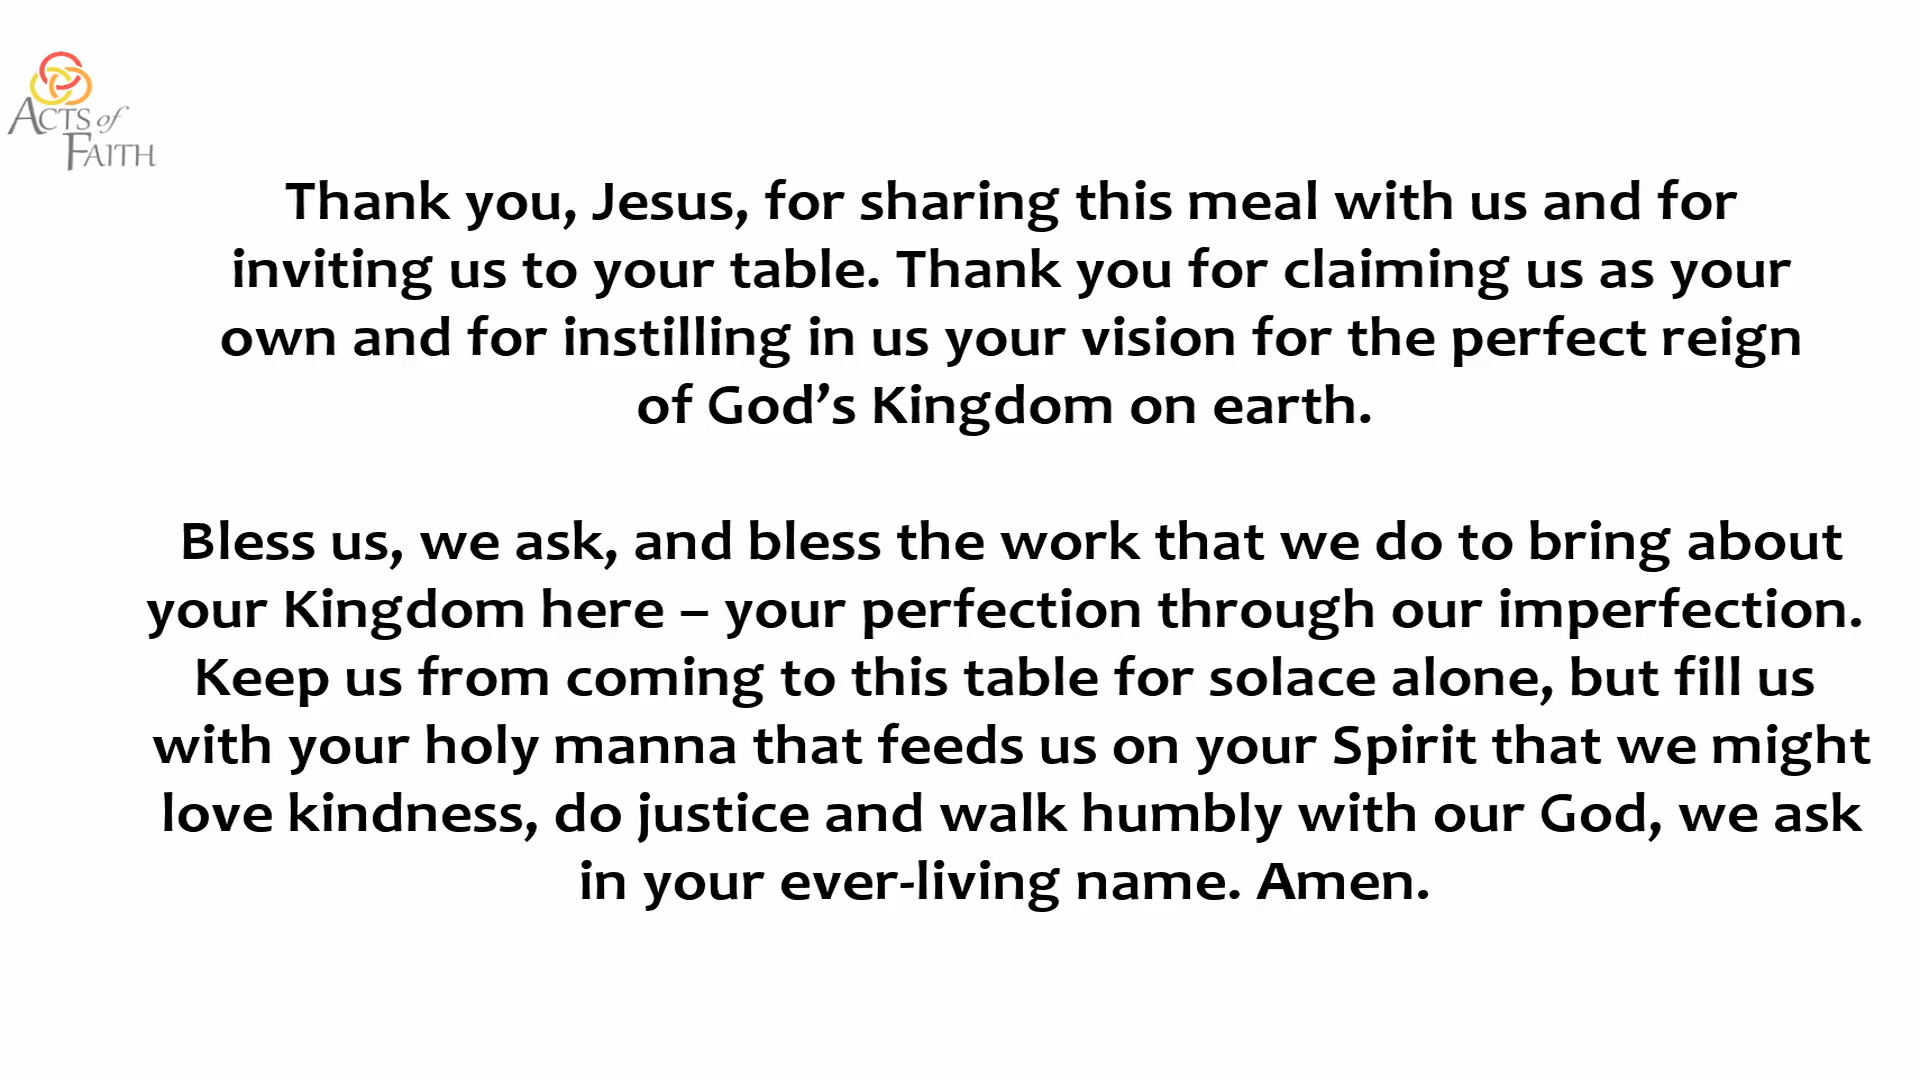 ACTS of
FAITH
Thank you, Jesus, for sharing this meal with us and for
inviting us to your table. Thank you for claiming us as your
own and for instilling in us your vision for the perfect reign
of God’s Kingdom on earth.
Bless us, we ask, and bless the work that we do to bring about
your Kingdom here – your perfection through our imperfection.
Keep us from coming to this table for solace alone, but fill us
with your holy manna that feeds us on your Spirit that we might
love kindness, do justice and walk humbly with our God, we ask
in your ever-living name. Amen.